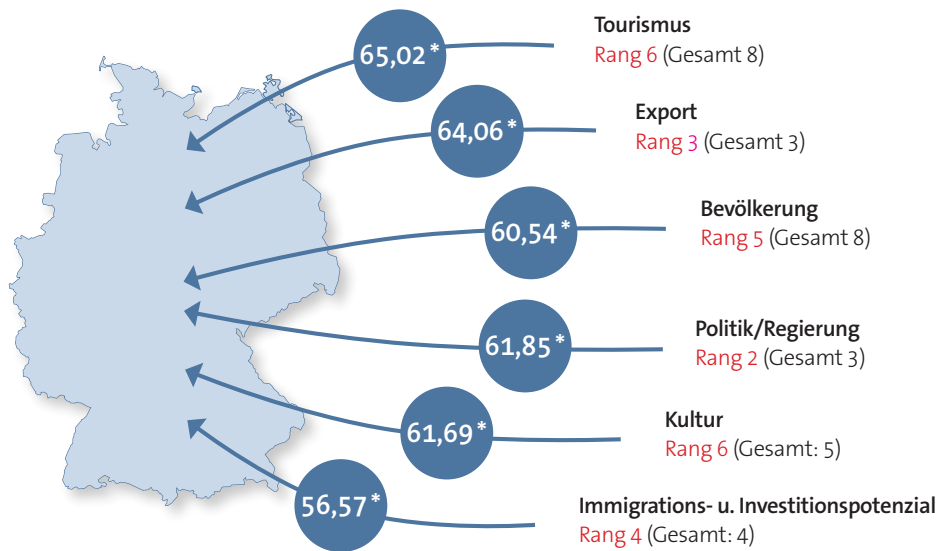 Tourismus
65,02 *
Rang 6 (Gesamt 8)
Export
64,06 *
Rang 3 (Gesamt 3)
Bevölkerung
60,54 *
Rang 5 (Gesamt 8)
Politik/Regierung
61,85 *
Rang 2 (Gesamt 3)
Kultur
61,69 *
Rang 6 (Gesamt: 5)
Immigrations- u. Investitionspotenzial
56,57 *
Rang 4 (Gesamt: 4)